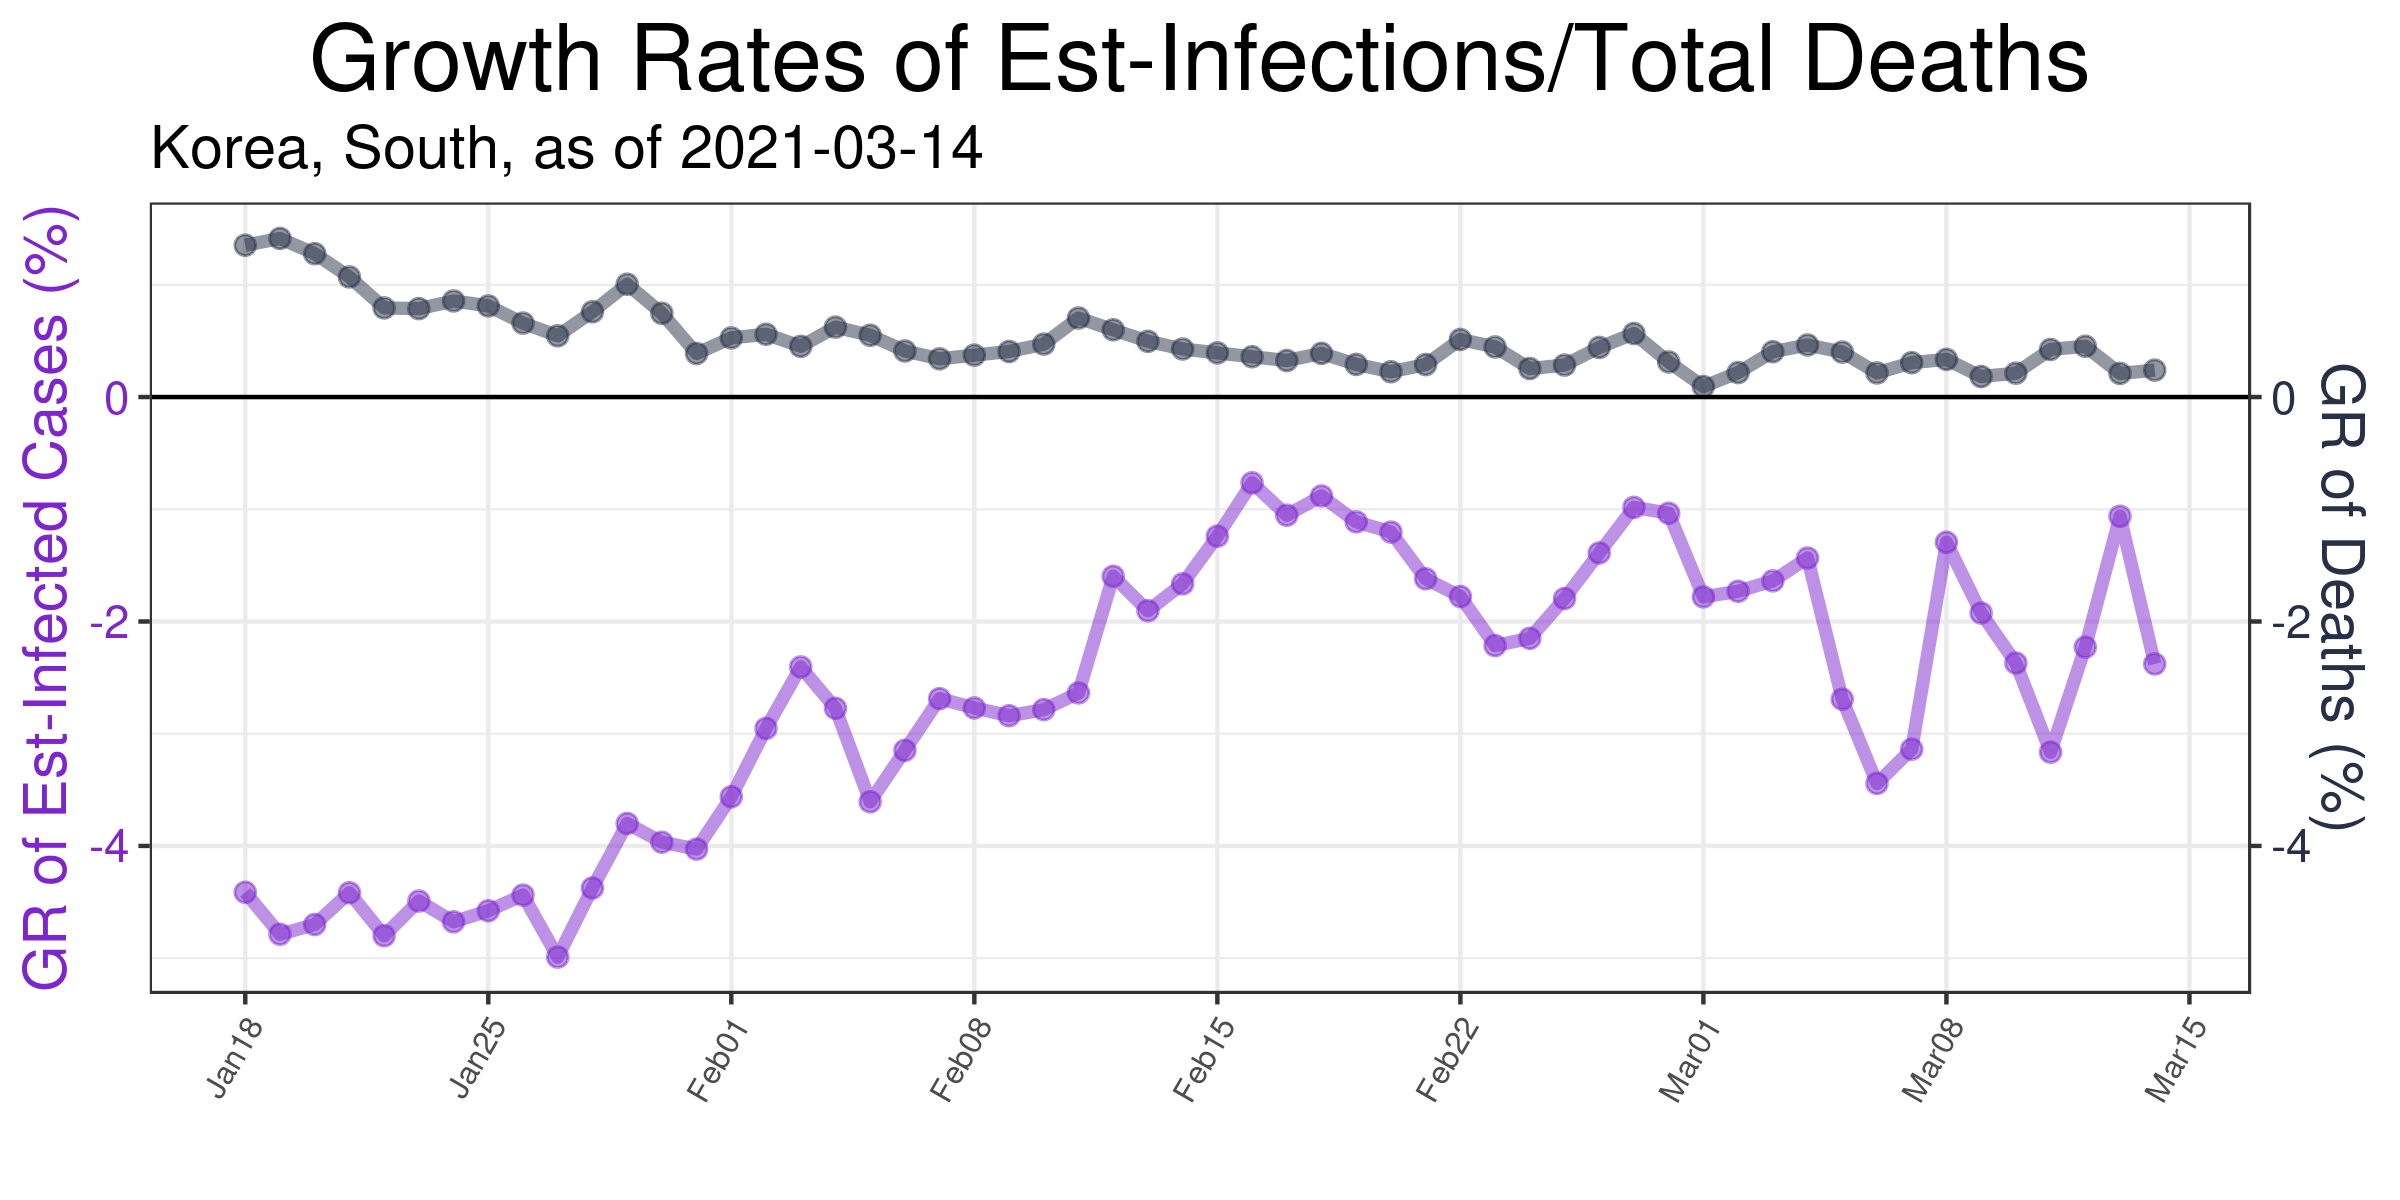 Growth Rates of Est-Infections/Total Deaths
Korea, South, as of 2021-03-14
GR of Est-Infected Cases (%)
0
-2
-4
0
-2
-4
GR of Deaths (%)
Jan18
Jan25
Feb01
Feb08
Feb15
Feb22
Mar01
Mar08
Mar15